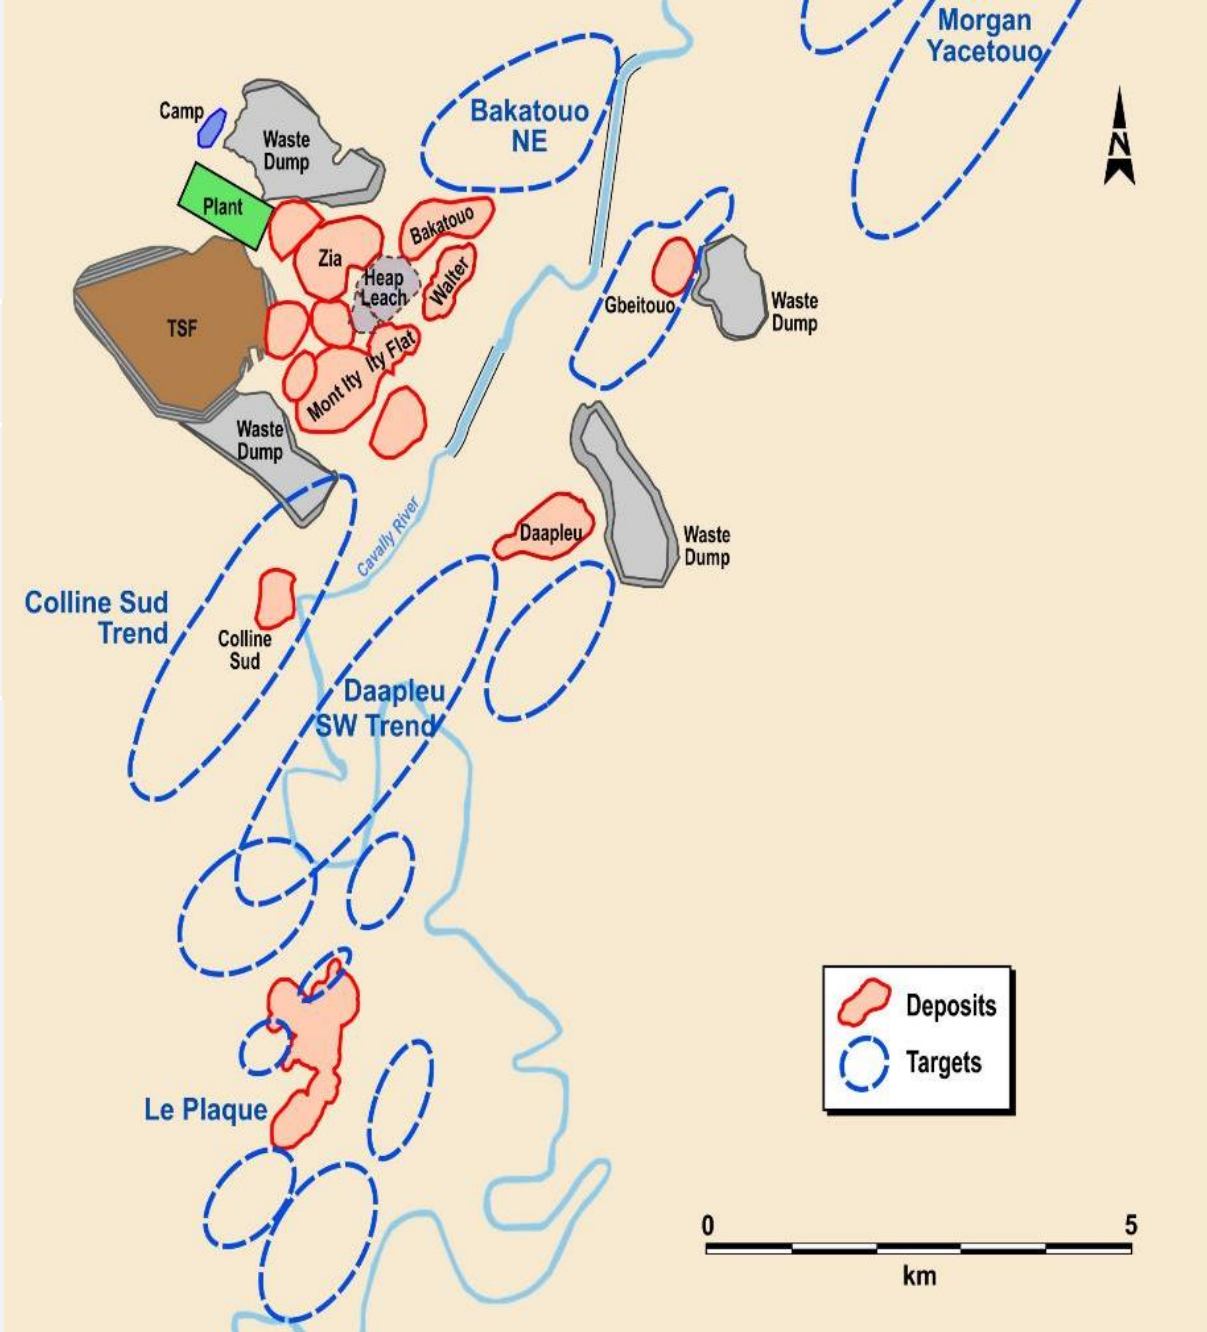 Morgan
Yacetouo
Camp
Waste
Dump
Bakatouo
NE
N
Plant
Bakatouo
Zia
Heap
Leach
Walter
Gbeitouo
Waste
Dump
TSF
Ity Flat
Mont Ity
Waste
Dump
Cavally River
Daapleu
Waste
Dump
Colline Sud
Trend
Colline
Sud
Daapleu
SW Trend
Deposits
Targets
Le Plaque
0 5
km